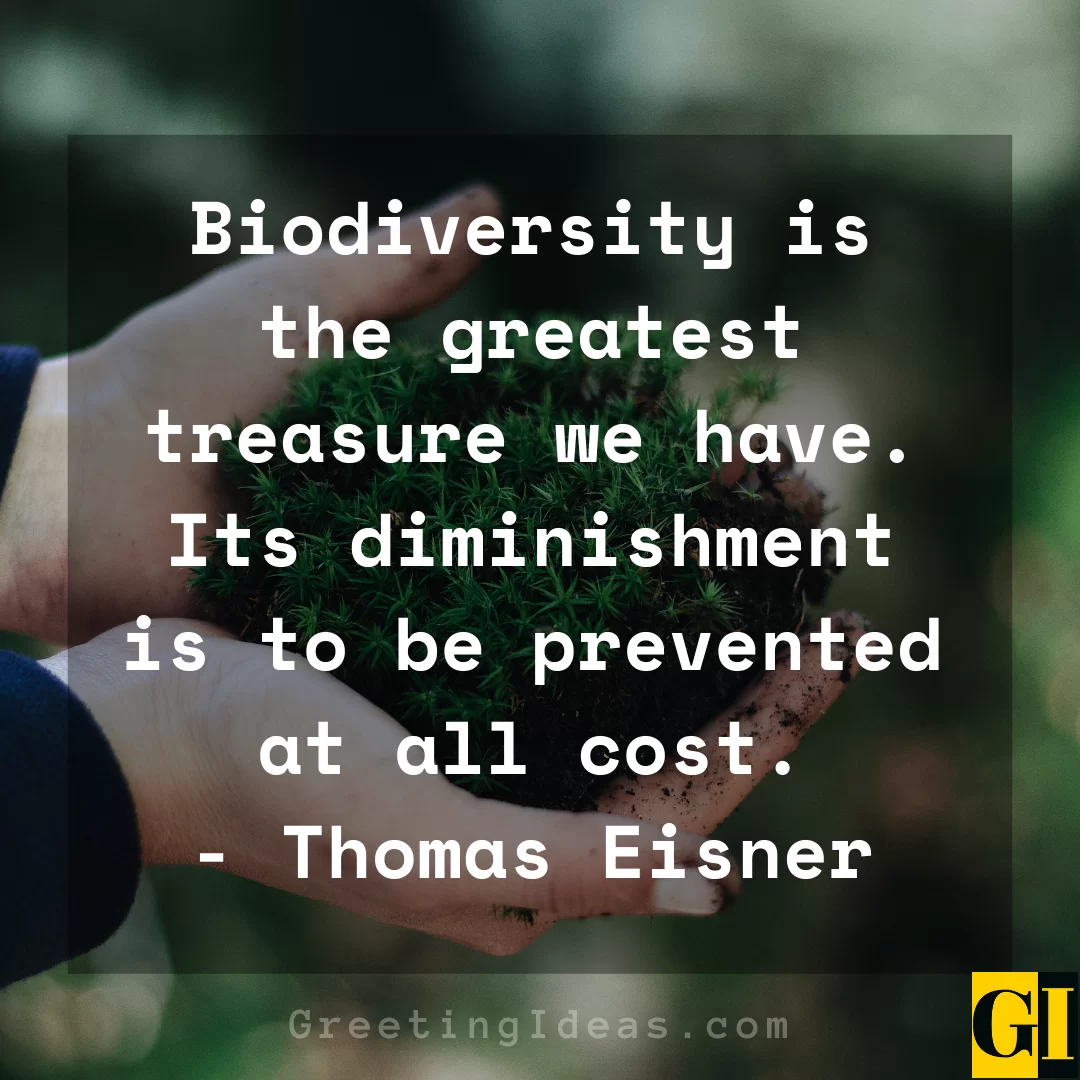 Biodiversity is
the greatest
treasure we have.
Its diminishment
is to be prevented
at all cost.
- Thomas Eisner
GreetingIdeas.com
GI